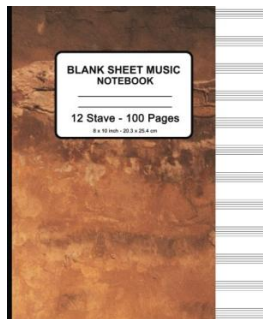 BLANK SHEET MUSIC
NOTEBOOK
12 Stave - 100 Pages
8 x 10 inch - 20.3 x 25.4 cm